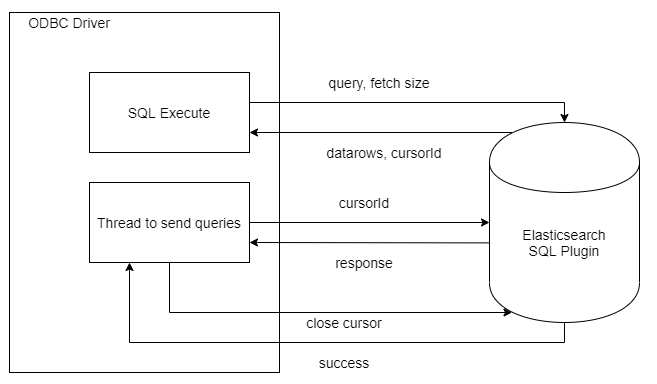 ODBC Driver
query, fetch size
SQL Execute
datarows, cursorId
cursorId
Thread to send queries
Elasticsearch
SQL Plugin
response
close cursor
success